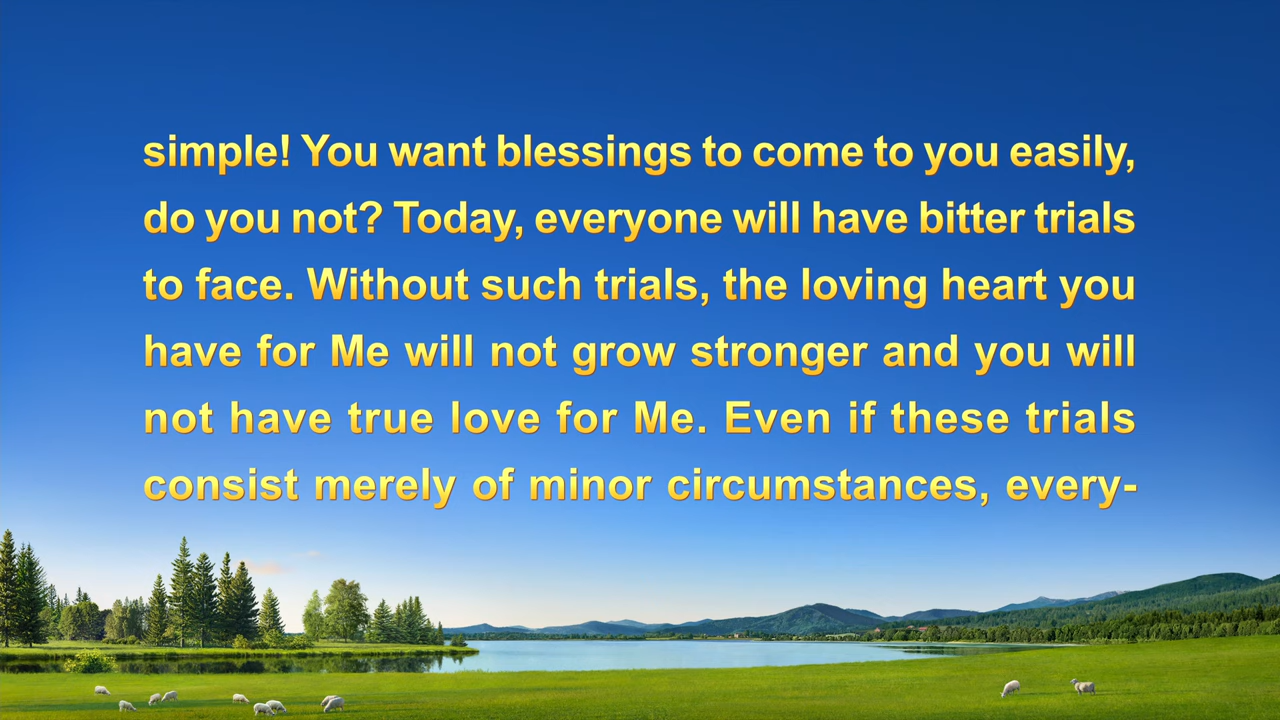 simple! You want blessings to come to you easily,
do you not? Today, everyone will have bitter trials
to face. Without such trials, the loving heart you
have for Me will not grow stronger and you will
not have true love for Me. Even if these trials
consist merely of minor circumstances, every-